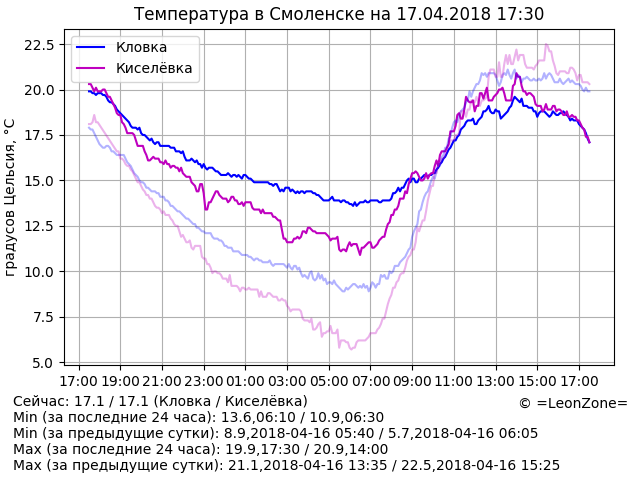 Температура в Смоленске на 17.04.2018 17:30
градусов Цельсия, °C
22.5
20.0
17.5
15.0
12.5
10.0
7.5
5.0
Кловка
Киселёвка
17:00 19:00 21:00 23:00 01:00 03:00 05:00 07:00 09:00 11:00 13:00 15:00 17:00
Сейчас: 17.1 / 17.1 (Кловка / Киселёвка)
© =LeonZone=
Min (за последние 24 часа): 13.6,06:10 / 10.9,06:30
Min (за предыдущие сутки): 8.9,2018-04-16 05:40 / 5.7,2018-04-16 06:05
Max (за последние 24 часа): 19.9,17:30 / 20.9,14:00
Max (за предыдущие сутки): 21.1,2018-04-16 13:35 / 22.5,2018-04-16 15:25